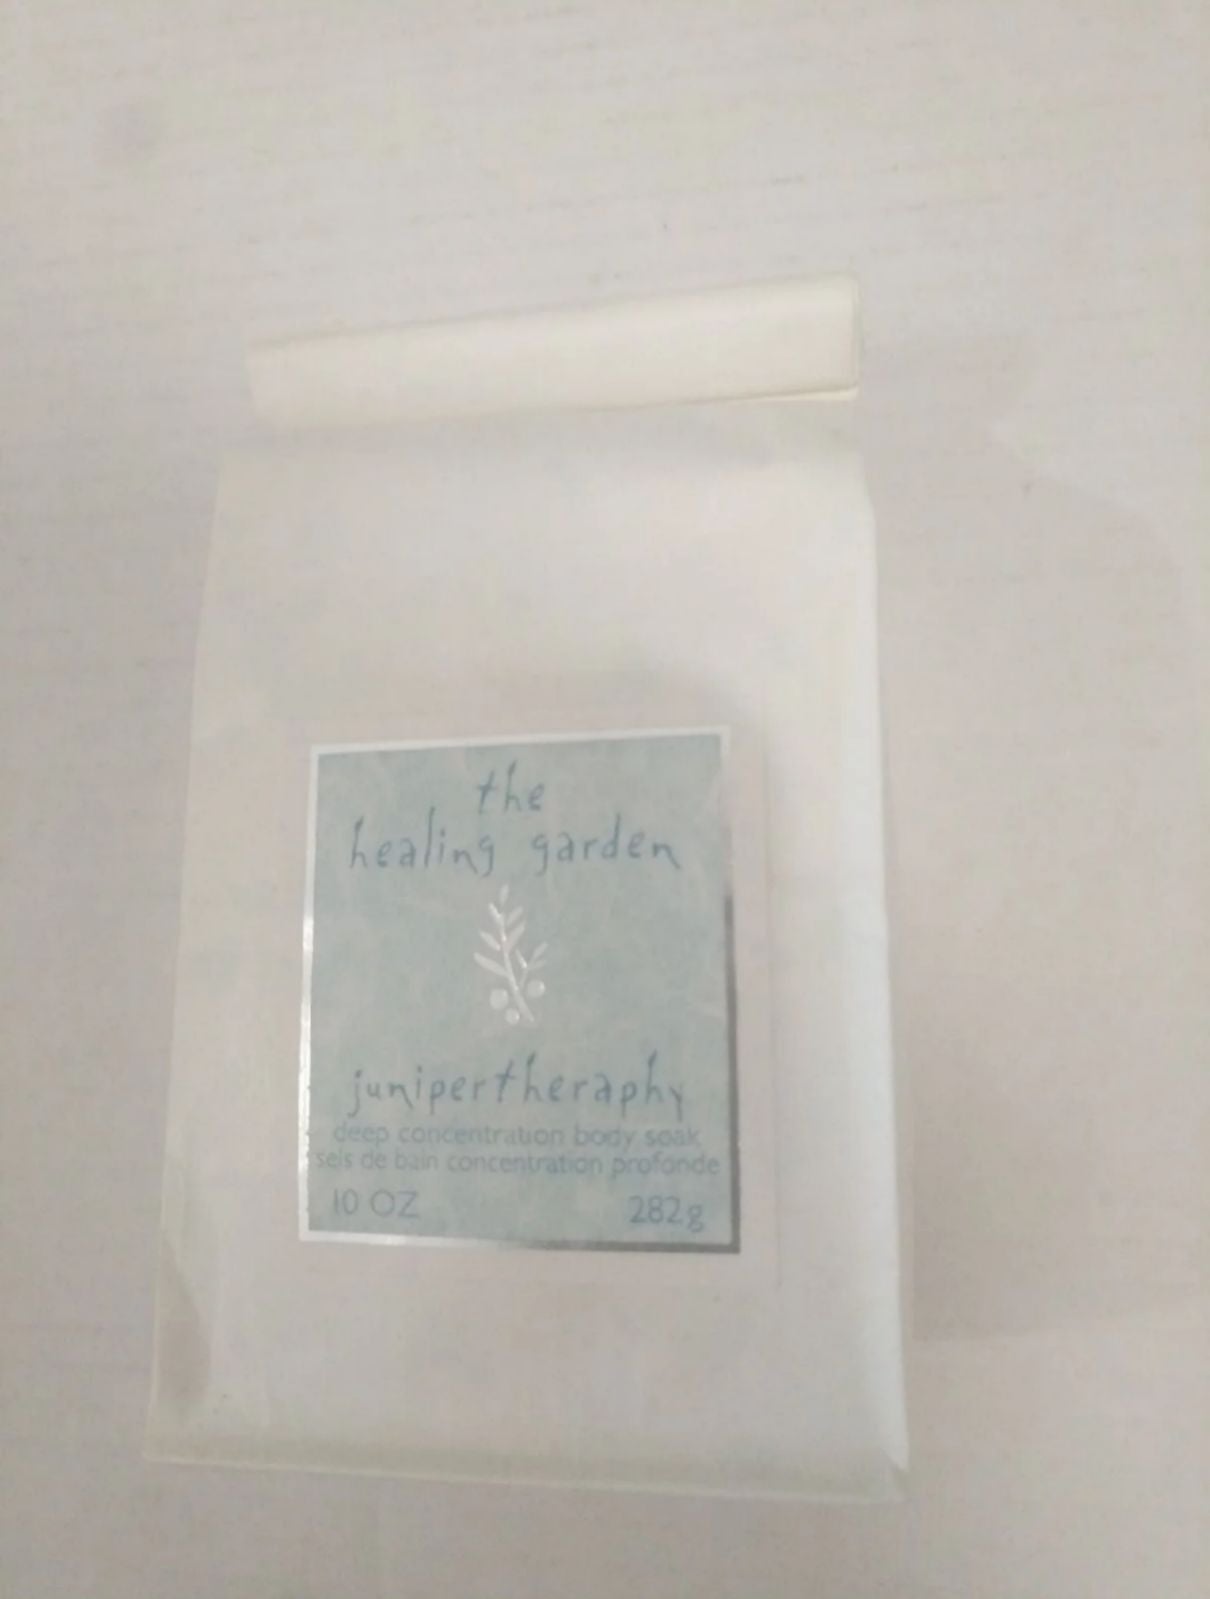 the
healing garden
junipertheraphy
deep concentration body soak
sels de bain concentration profonde
10 OZ 282g